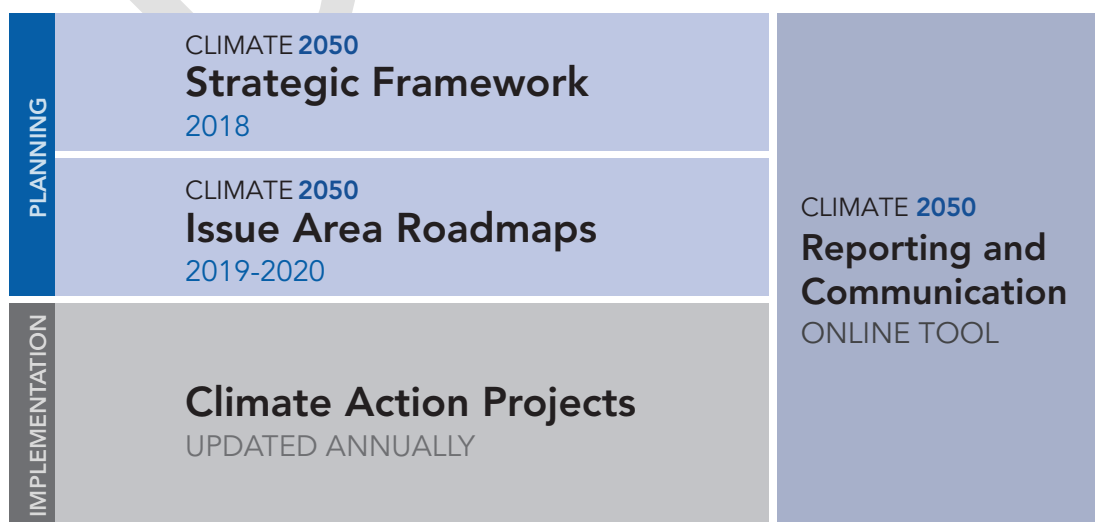 PLANNING
CLIMATE 2050
Strategic Framework
2018
CLIMATE 2050
Issue Area Roadmaps
2019-2020
IMPLEMENTATION
Climate Action Projects
UPDATED ANNUALLY
CLIMATE 2050
Reporting and
Communication
ONLINE TOOL